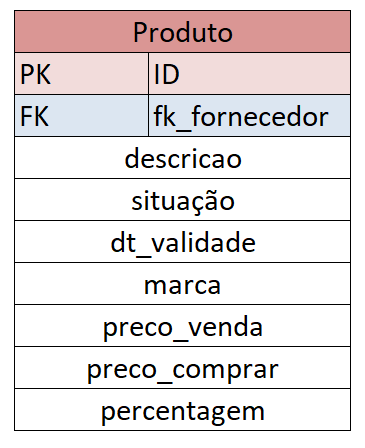 Produto
PK ID
FK fk_fornecedor
descricao
situação
dt_validade
marca
preco_venda
preco_comprar
percentagem